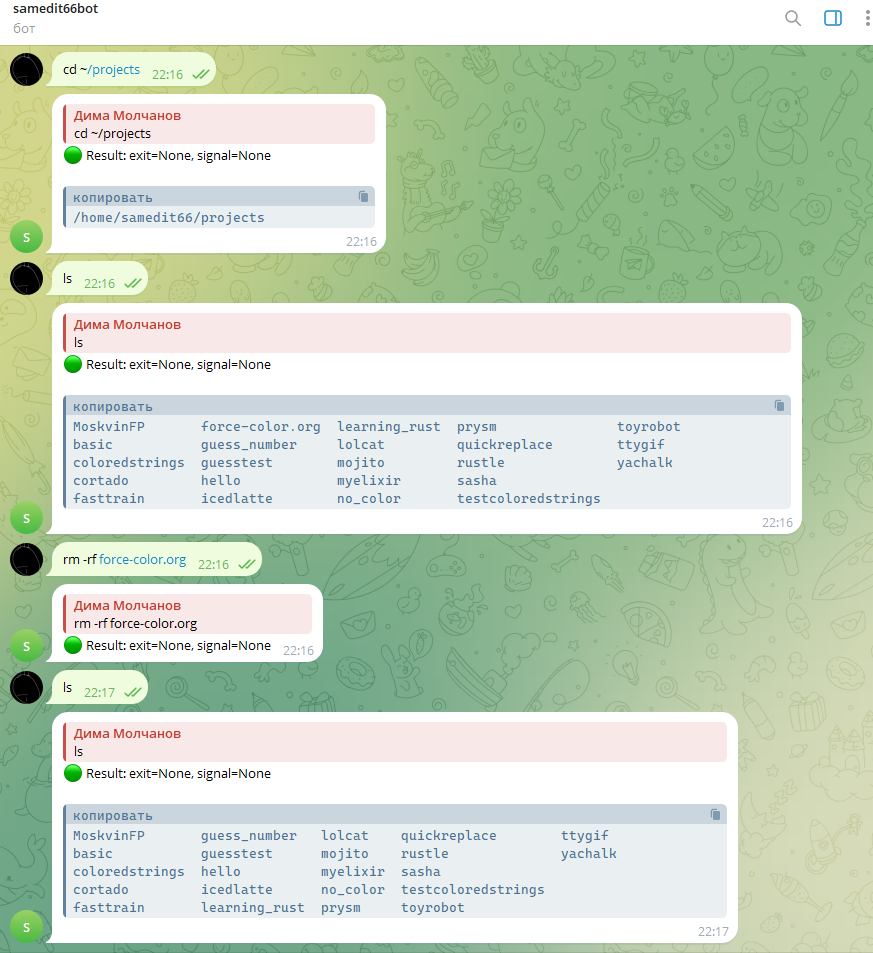 samedit66bot
бот
cd ~/projects 22:16
Дима Молчанов
cd ~/projects
Result: exit=None, signal=None
копировать
/home/samedit66/projects
S
22:16
ls 22:16
Дима Молчанов
ls
Result: exit=None, signal=None
копировать
MoskvinFP force-color.org learning_rust prysm toyrobot
basic guess_number lolcat quickreplace ttygif
coloredstrings guesstest mojito rustle yachalk
cortado hello myelixir sasha
fasttrain icedlatte no_color testcoloredstrings
S
22:16
rm -rf force-color.org 22:16
Дима Молчанов
rm -rf force-color.org
S
Result: exit=None, signal=None 22:16
ls 22:17
Дима Молчанов
ls
Result: exit=None, signal=None
копировать
MoskvinFP guess_number lolcat quickreplace ttygif
basic guesstest mojito rustle yachalk
coloredstrings hello myelixir sasha
cortado icedlatte no_color testcoloredstrings
fasttrain learning_rust prysm toyrobot
S
22:17